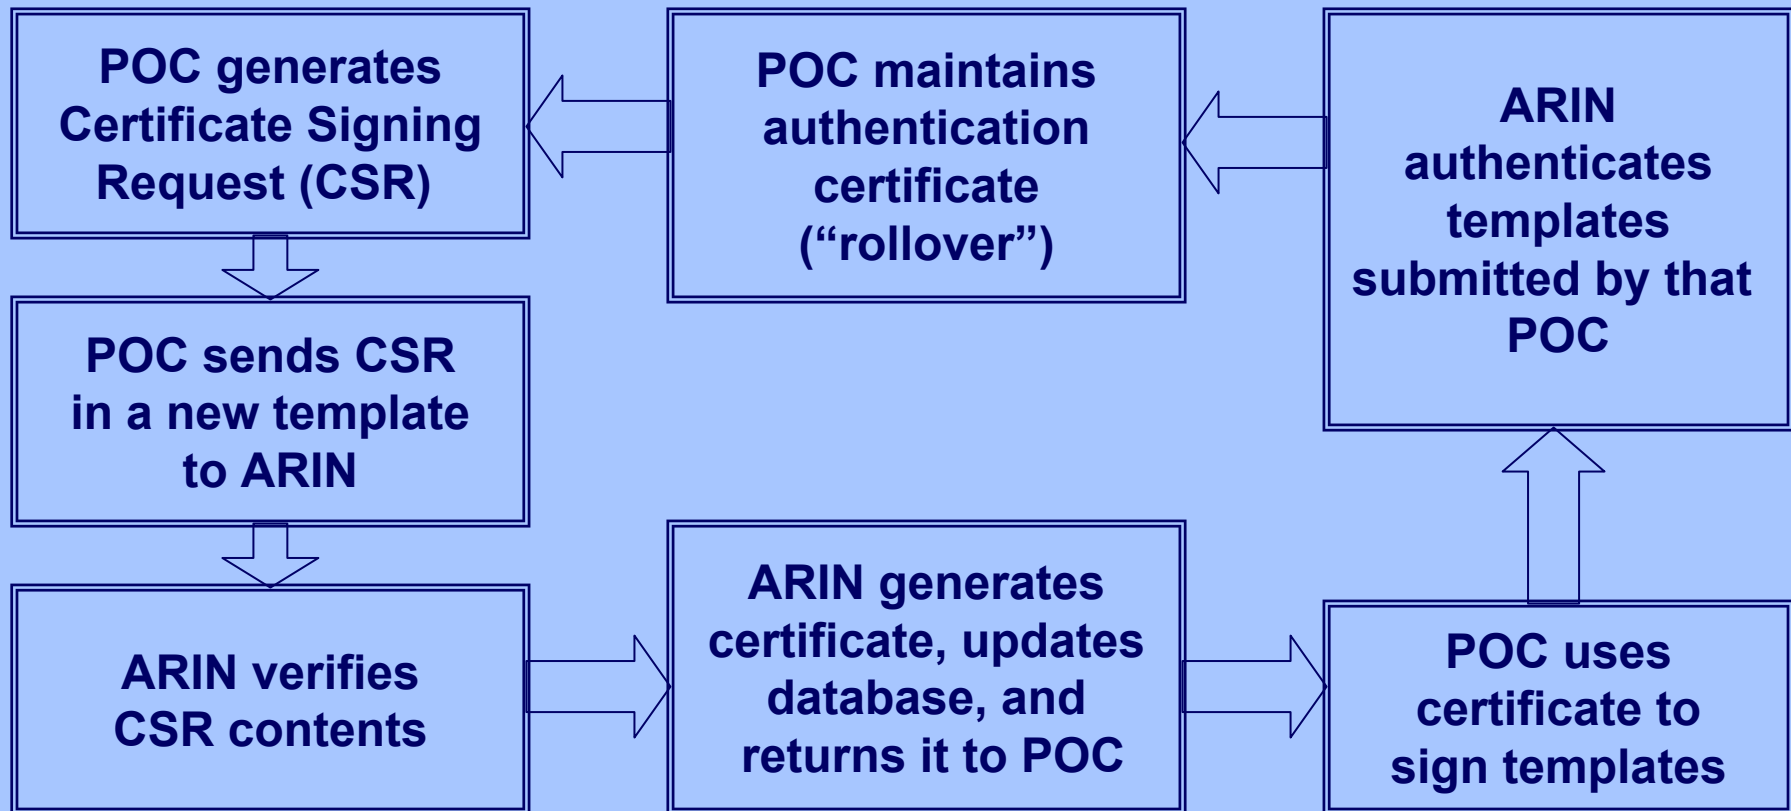 POC generates
Certificate Signing
Request (CSR)
POC maintains
authentication
certificate
(“rollover”)
ARIN
authenticates
templates
submitted by that
POC
POC sends CSR
in a new template
to ARIN
ARIN verifies
CSR contents
ARIN generates
certificate, updates
database, and
returns it to POC
POC uses
certificate to
sign templates